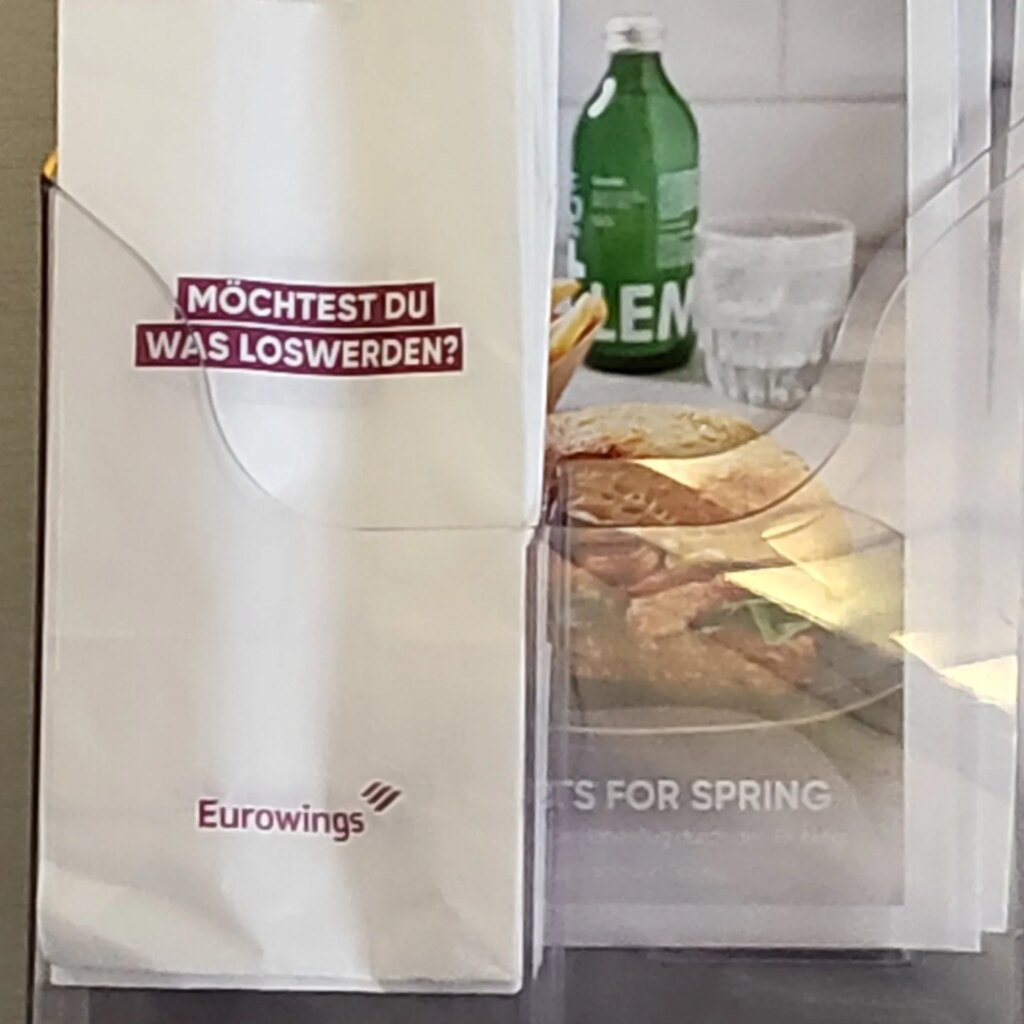 MÖCHTEST DU
WAS LOSWERDEN?
Eurowings
LEM
TS FOR SPRING